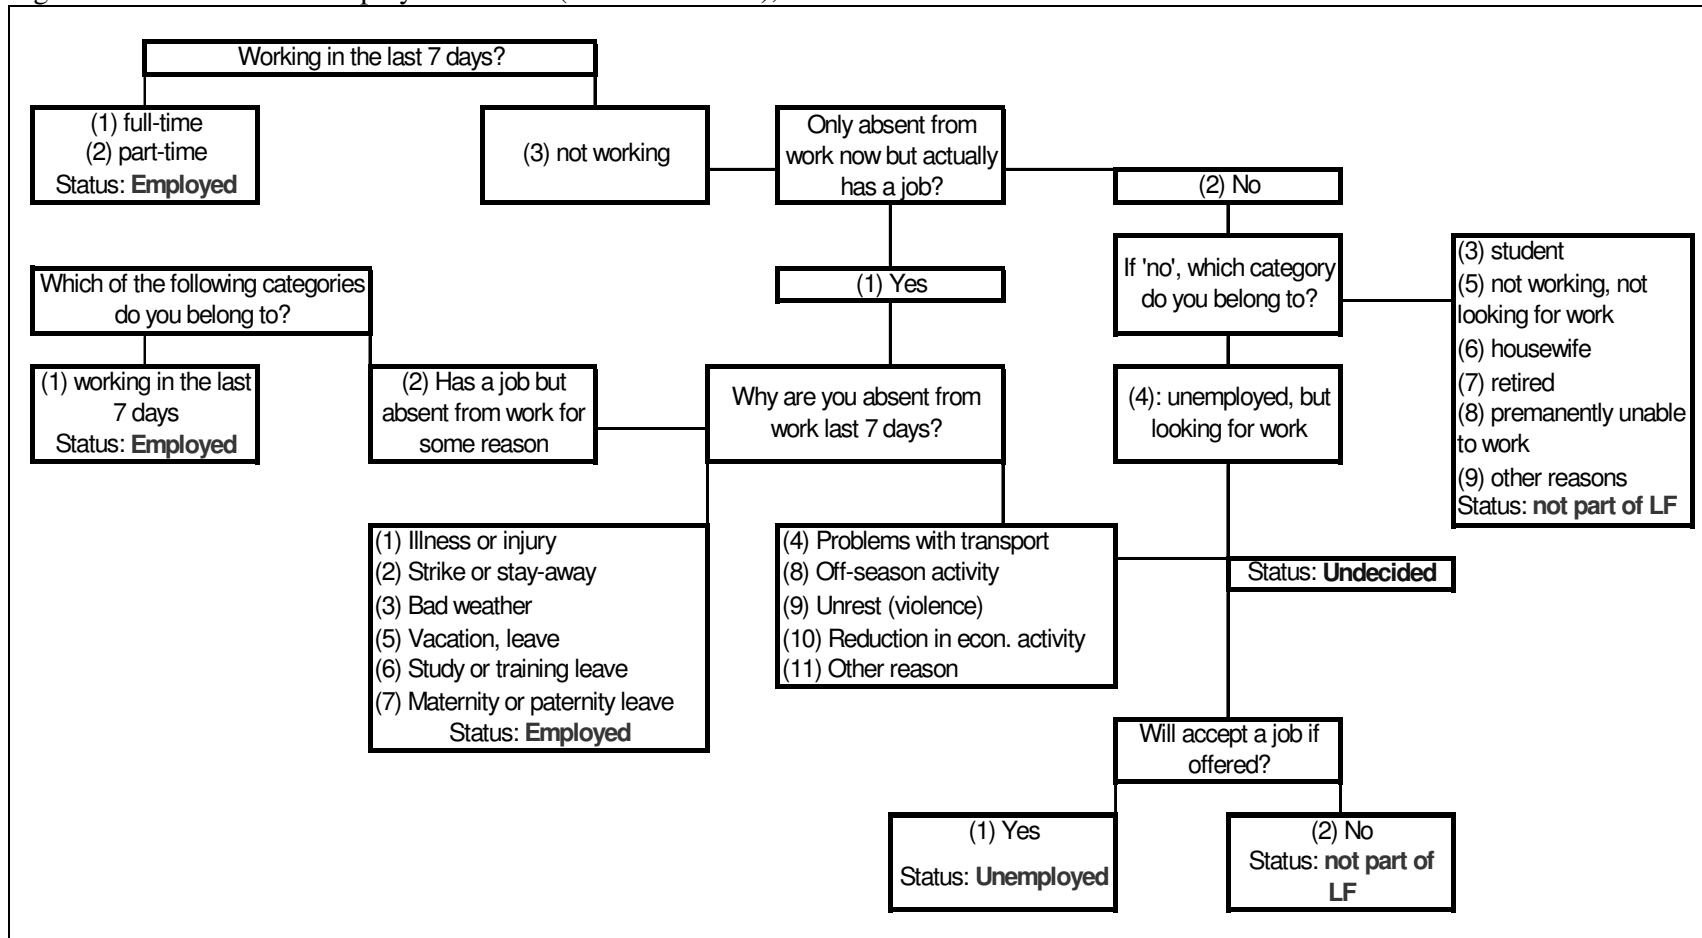 Working in the last 7 days?
(1) full-time
(2) part-time
Status: Employed
(3) not working
Only absent from
work now but actually
has a job?
(2) No
Which of the following categories
do you belong to?
(1) Yes
If 'no', which category
do you belong to?
(3) student
(5) not working, not
looking for work
(6) housewife
(7) retired
(8) premanently unable
to work
(9) other reasons
Status: not part of LF
(1) working in the last
7 days
Status: Employed
(2) Has a job but
absent from work for
some reason
Why are you absent from
work last 7 days?
(4): unemployed, but
looking for work
(1) Illness or injury
(2) Strike or stay-away
(3) Bad weather
(5) Vacation, leave
(6) Study or training leave
(7) Maternity or paternity leave
Status: Employed
(4) Problems with transport
(8) Off-season activity
(9) Unrest (violence)
(10) Reduction in econ. activity
(11) Other reason
Status: Undecided
Will accept a job if
offered?
(1) Yes
Status: Unemployed
(2) No
Status: not part of
LF